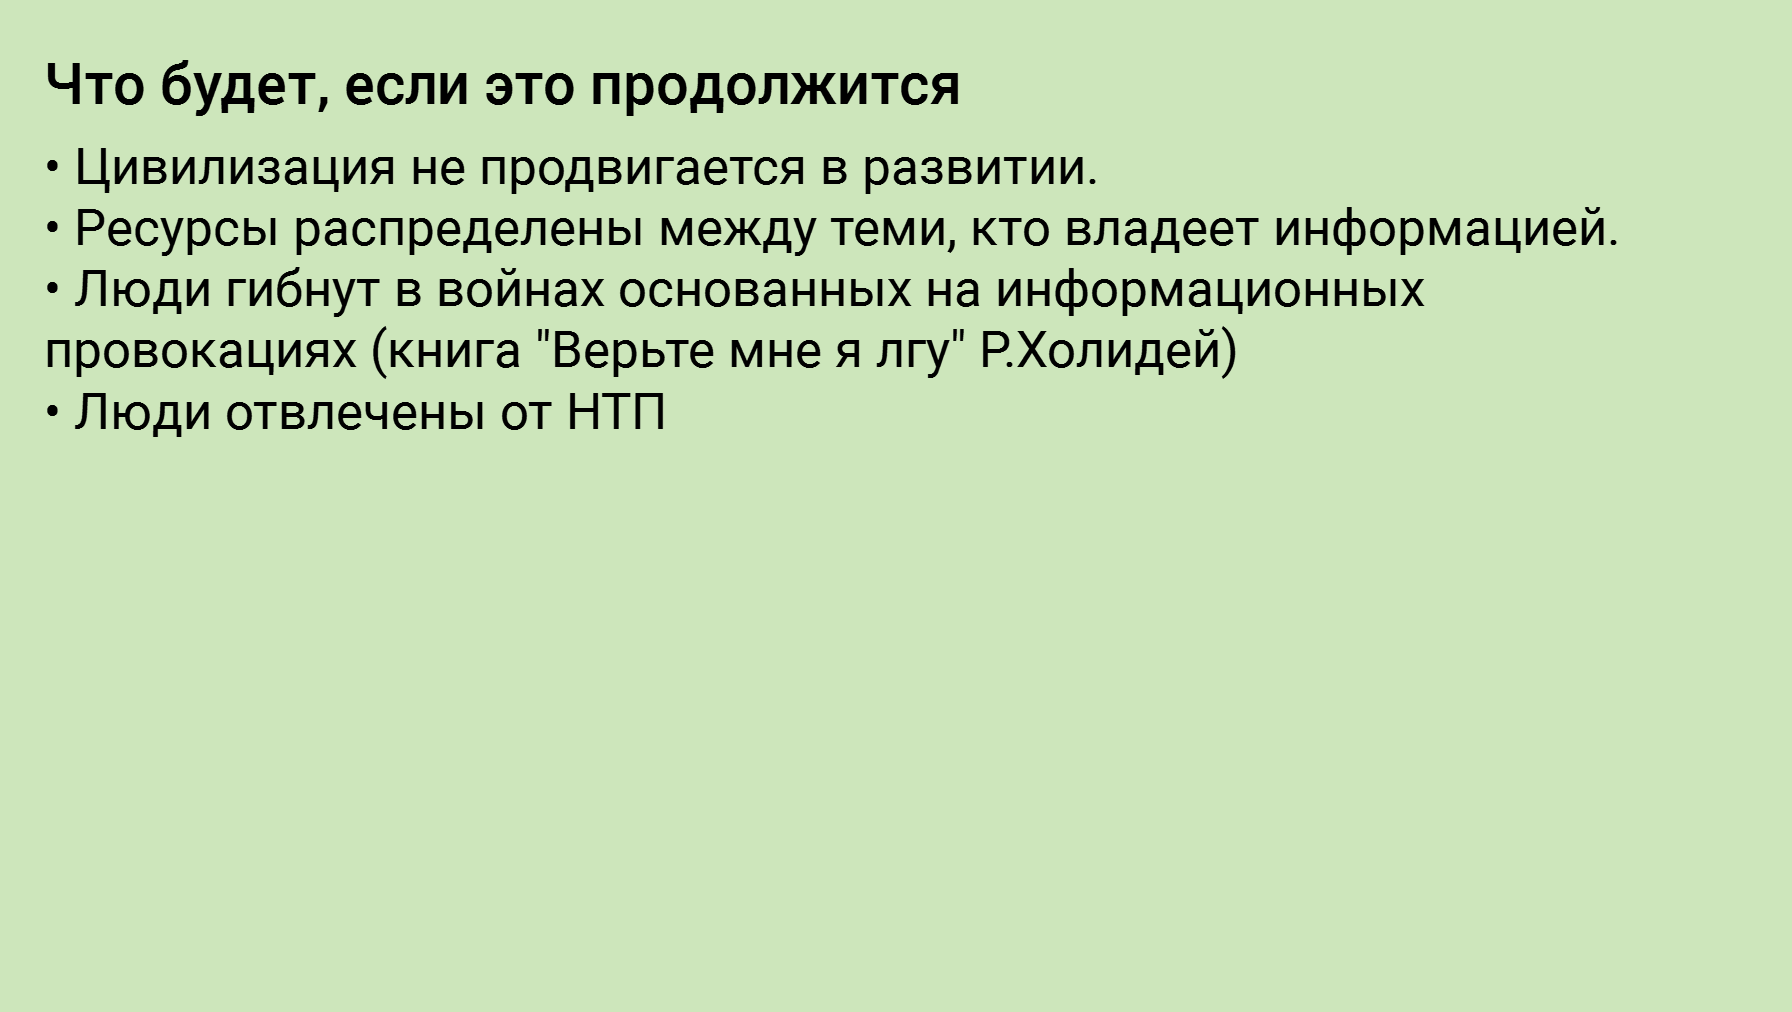 Что будет, если это продолжится
• Цивилизация не продвигается в развитии.
• Ресурсы распределены между теми, кто владеет информацией.
• Люди гибнут в войнах основанных на информационных
провокациях (книга "Верьте мне я лгу" Р.Холидей)
• Люди отвлечены от НТП